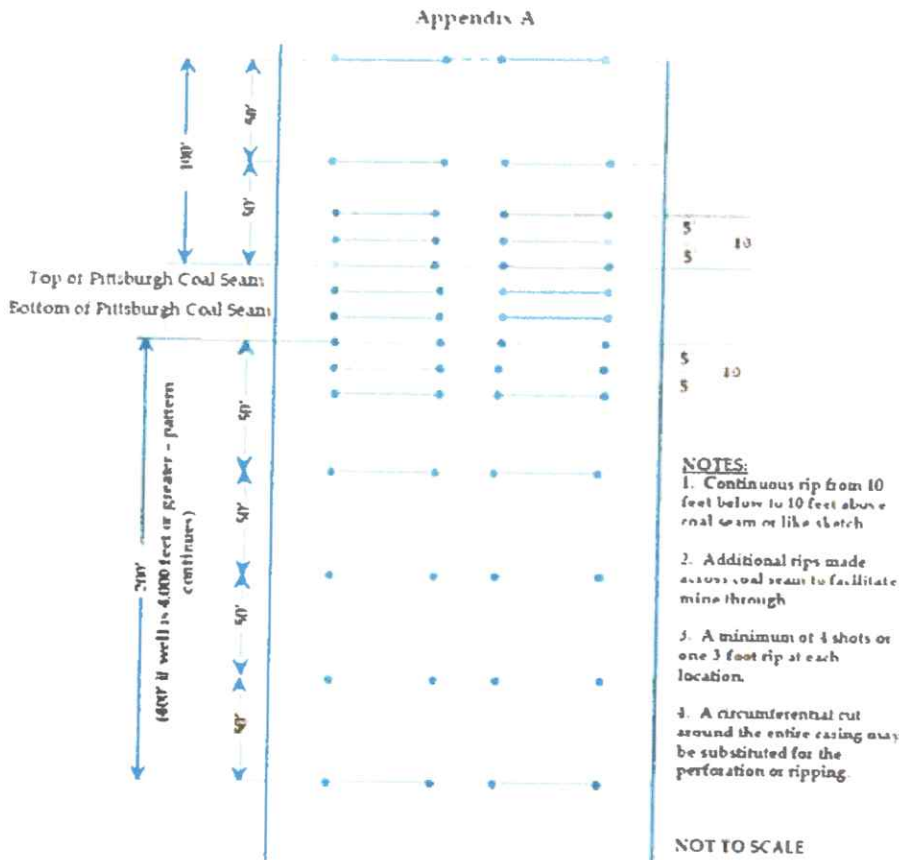 Appendix A
100'
50'
50'
Top of Pittsburgh Coal Seam
Bottom of Pittsburgh Coal Seam
5'
10
5
5
10
5
200'
(400' if well is 4,000 feet or greater - pattern
continues)
50'
50'
50'
50'
NOTES:
1. Continuous rip from 10
feet below to 10 feet above
coal seam or like sketch
2. Additional rips made
across coal seam to facilitate
mine through
3. A minimum of 4 shots or
one 3 foot rip at each
location.
4. A circumferential cut
around the entire casing may
be substituted for the
perforation or ripping.
NOT TO SCALE